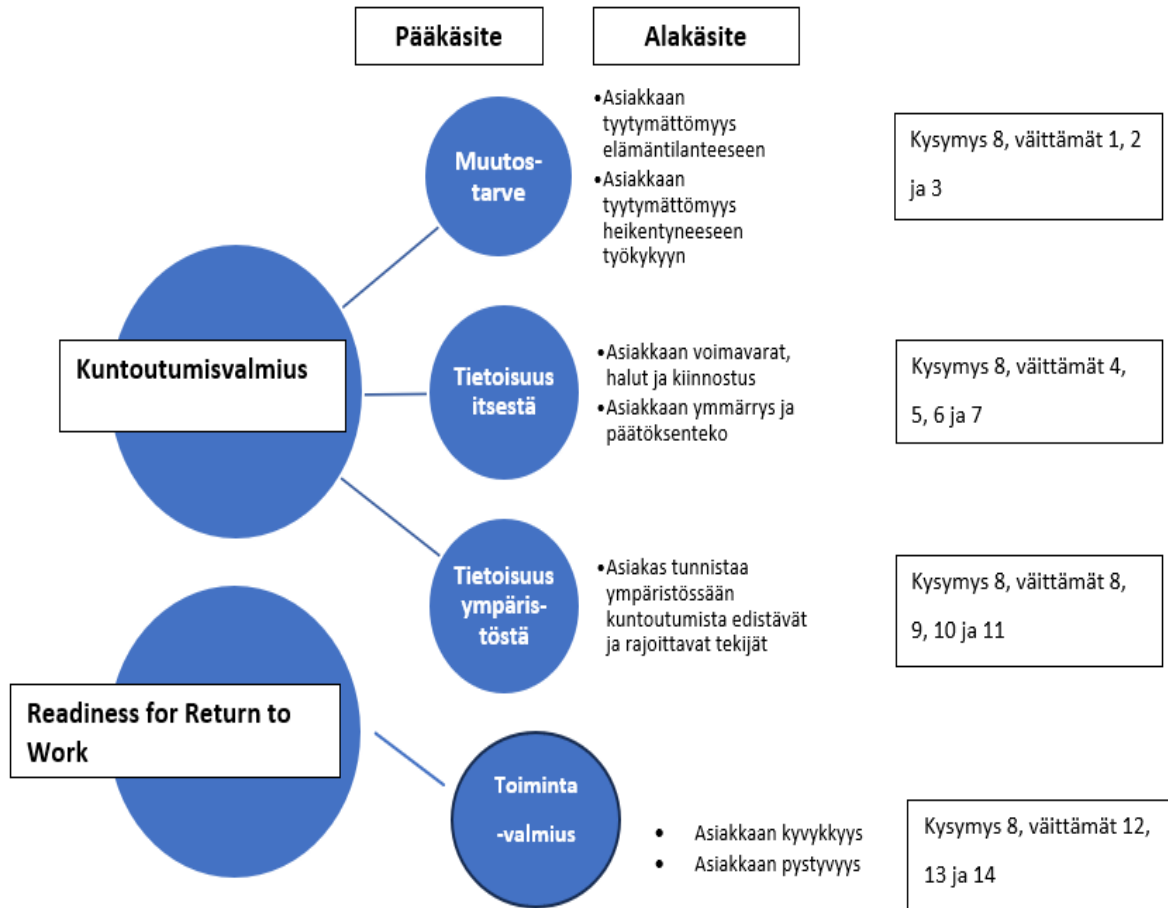 Pääkäsite
Alakäsite
Muutos-
tarve
•Asiakkaan
tyytymättömyys
elämäntilanteeseen
•Asiakkaan
tyytymättömyys
heikentyneeseen
työkykyyn
Kysymys 8, väittämät 1, 2
ja 3
Kuntoutumisvalmius
Tietoisuus
itsestä
•Asiakkaan voimavarat,
halut ja kiinnostus
•Asiakkaan ymmärrys ja
päätöksenteko
Kysymys 8, väittämät 4,
5, 6 ja 7
Tietoisuus
ympäris-
töstä
•Asiakas tunnistaa
ympäristössään
kuntoutumista edistävät
ja rajoittavat tekijät
Kysymys 8, väittämät 8,
9, 10 ja 11
Readiness for Return to
Work
Toiminta
-valmius
• Asiakkaan kyvykkyys
• Asiakkaan pystyvyys
Kysymys 8, väittämät 12,
13 ja 14